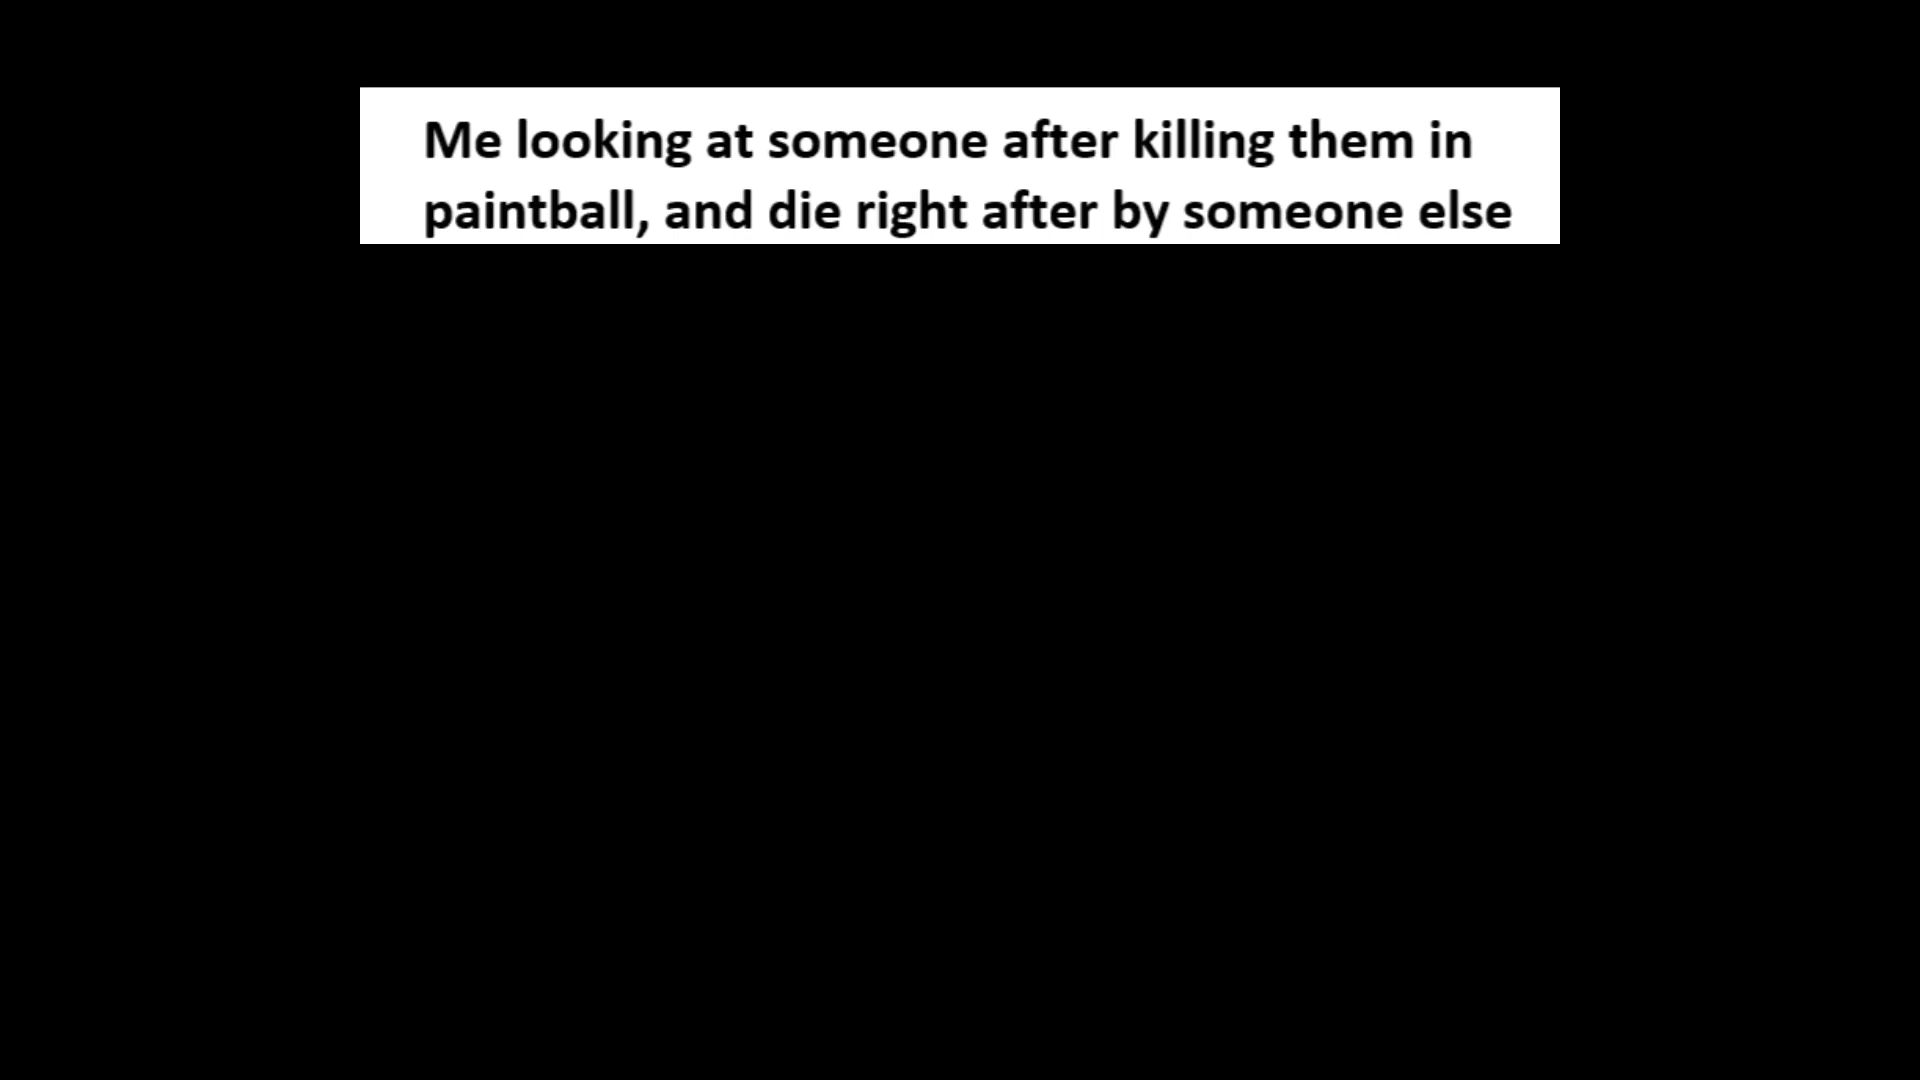 Me looking at someone after killing them in
paintball, and die right after by someone else